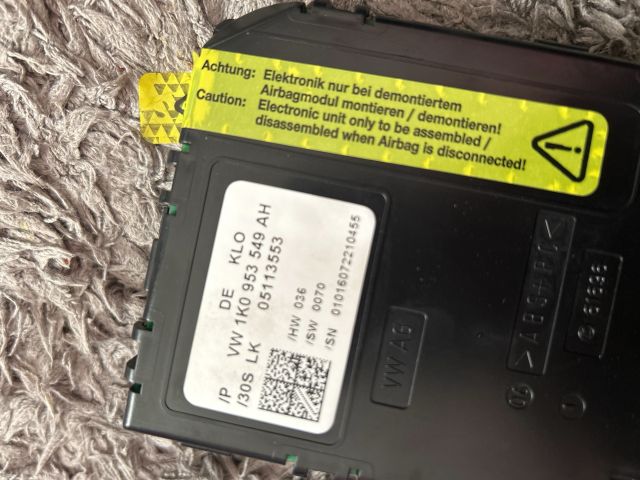 Achtung: Elektronik nur bei demontiertem
Airbagmodul montieren / demontieren!
Caution: Electronic unit only to be assembled /
disassembled when Airbag is disconnected!
DE KLO
/P VW 1K0 953 549 AH
/30S LK 05113553
/HW 036
/SW 0070
/SN 01016072210455
VW AG